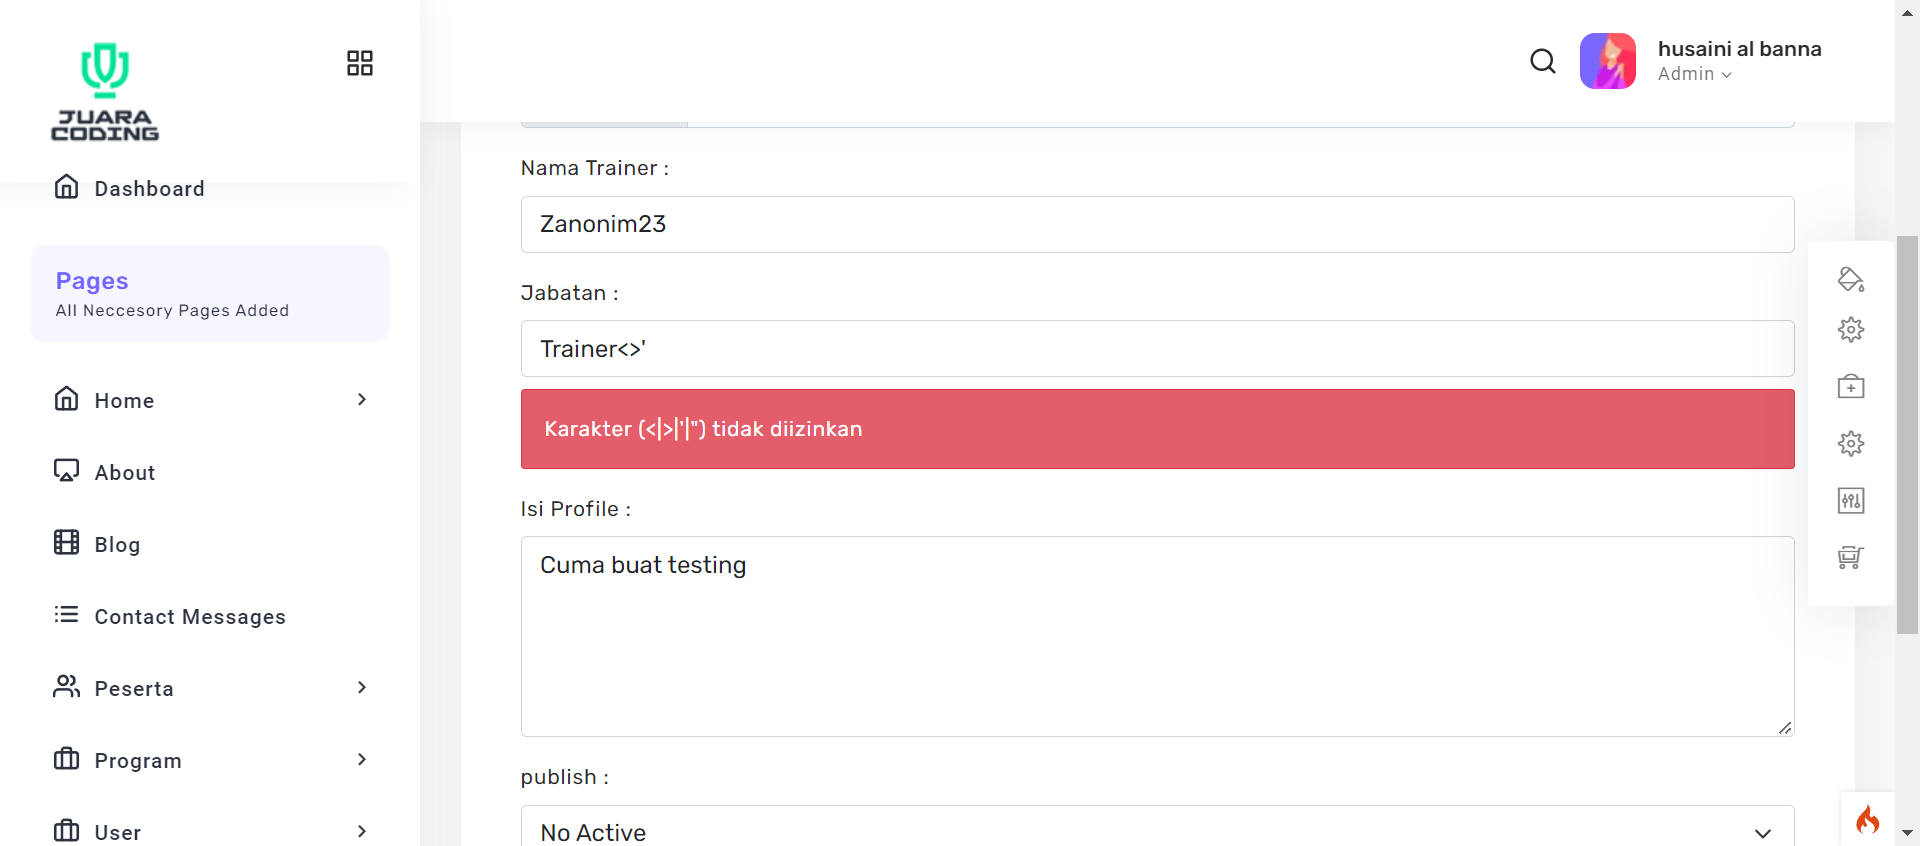 JUARA
CODING
Dashboard
Pages
All Neccesory Pages Added
Home
About
Blog
Contact Messages
Peserta
Program
User
husaini al banna
Admin
Nama Trainer :
Zanonim23
Jabatan :
Trainer<>'
Karakter (<|>|'|") tidak diizinkan
Isi Profile :
Cuma buat testing
publish :
No Active